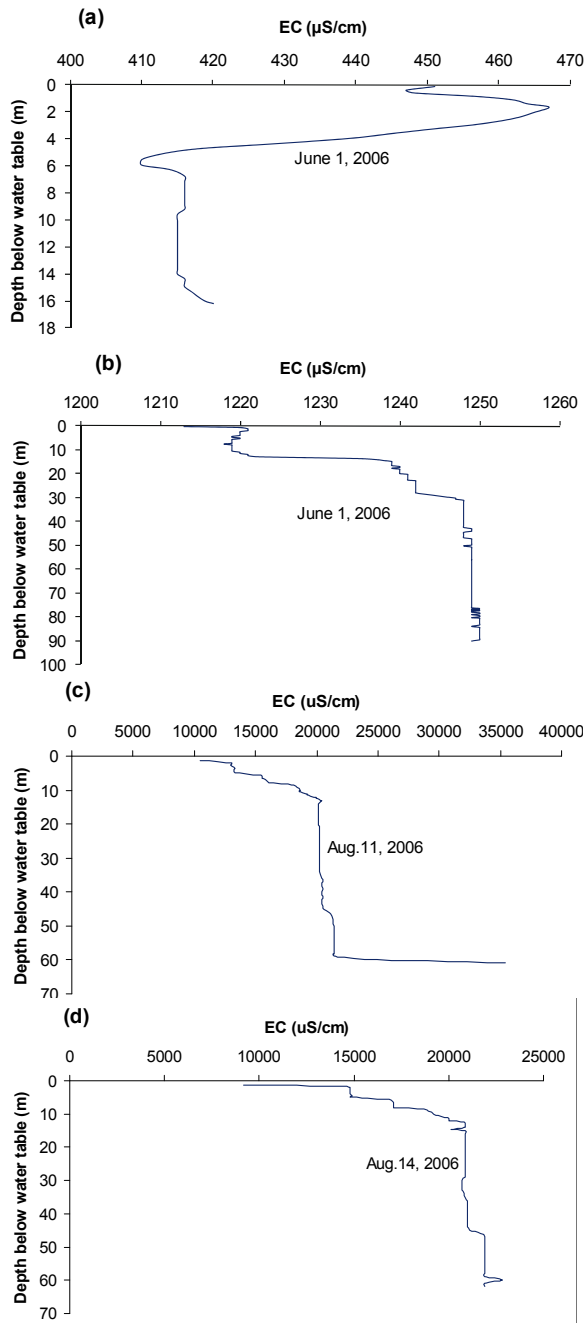 (a)
EC (µS/cm)
400 410 420 430 440 450 460 470
Depth below water table (m)
0
2
4
6
8
10
12
14
16
18
June 1, 2006
(b)
EC (µS/cm)
1200 1210 1220 1230 1240 1250 1260
Depth below water table (m)
0
10
20
30
40
50
60
70
80
90
100
June 1, 2006
(c)
EC (uS/cm)
0 5000 10000 15000 20000 25000 30000 35000 40000
Depth below water table (m)
0
10
20
30
40
50
60
70
Aug.11, 2006
(d)
EC (uS/cm)
0 5000 10000 15000 20000 25000
Depth below water table (m)
0
10
20
30
40
50
60
70
Aug.14, 2006